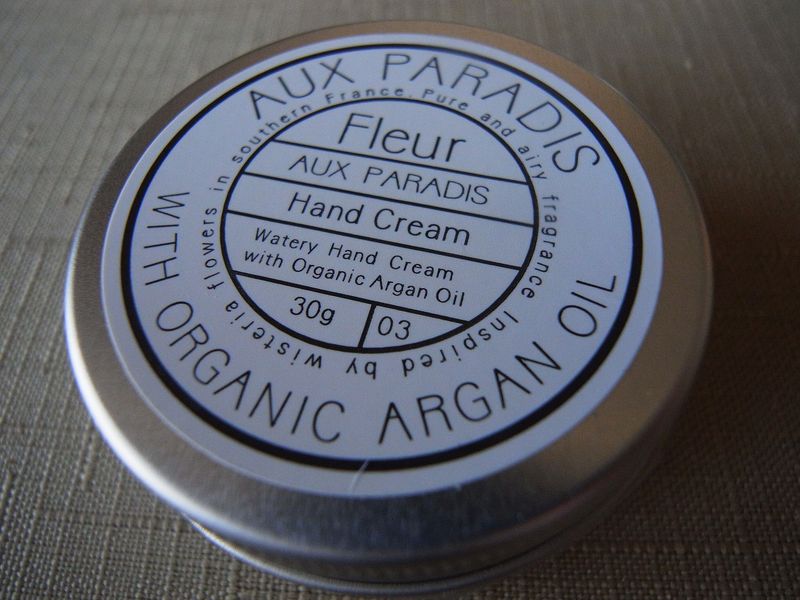 AUX PARADIS
WITH ORGANIC ARGAN OIL
Pure and airy fragrance Inspired by wisteria flowers in southern France.
Fleur
AUX PARADIS
Hand Cream
Watery Hand Cream
with Organic Argan Oil
30g
03